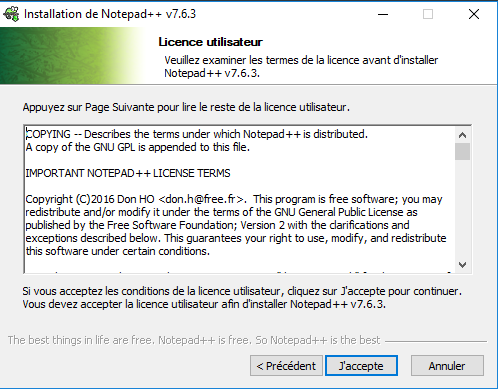 Installation de Notepad++ v7.6.3
Licence utilisateur
Veuillez examiner les termes de la licence avant d'installer
Notepad++ v7.6.3.
Appuyez sur Page Suivante pour lire le reste de la licence utilisateur.
COPYING -- Describes the terms under which Notepad++ is distributed.
A copy of the GNU GPL is appended to this file.
IMPORTANT NOTEPAD++ LICENSE TERMS
Copyright (C)2016 Don HO <don.h@free.fr>. This program is free software; you may
redistribute and/or modify it under the terms of the GNU General Public License as
published by the Free Software Foundation; Version 2 with the clarifications and
exceptions described below. This guarantees your right to use, modify, and redistribute
this software under certain conditions.
Si vous acceptez les conditions de la licence utilisateur, cliquez sur J'accepte pour continuer.
Vous devez accepter la licence utilisateur afin d'installer Notepad++ v7.6.3.
The best things in life are free. Notepad++ is free. So Notepad++ is the best
< Précédent J'accepte Annuler